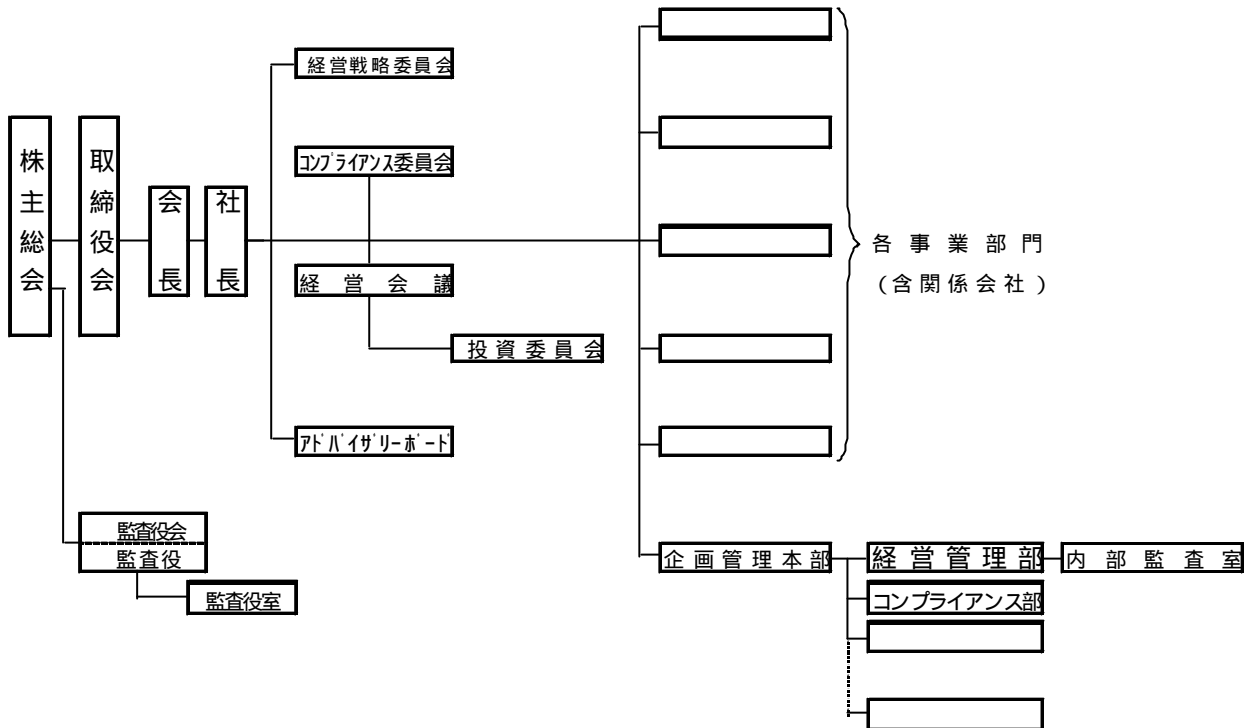 株主総会
取締役会
会長
社長
経営戦略委員会
コンプライアンス委員会
経営会議
投資委員会
アドバイザリーボード
各事業部門
(含関係会社)
監査役会
監査役
監査役室
企画管理本部
経営管理部
内部監査室
コンプライアンス部